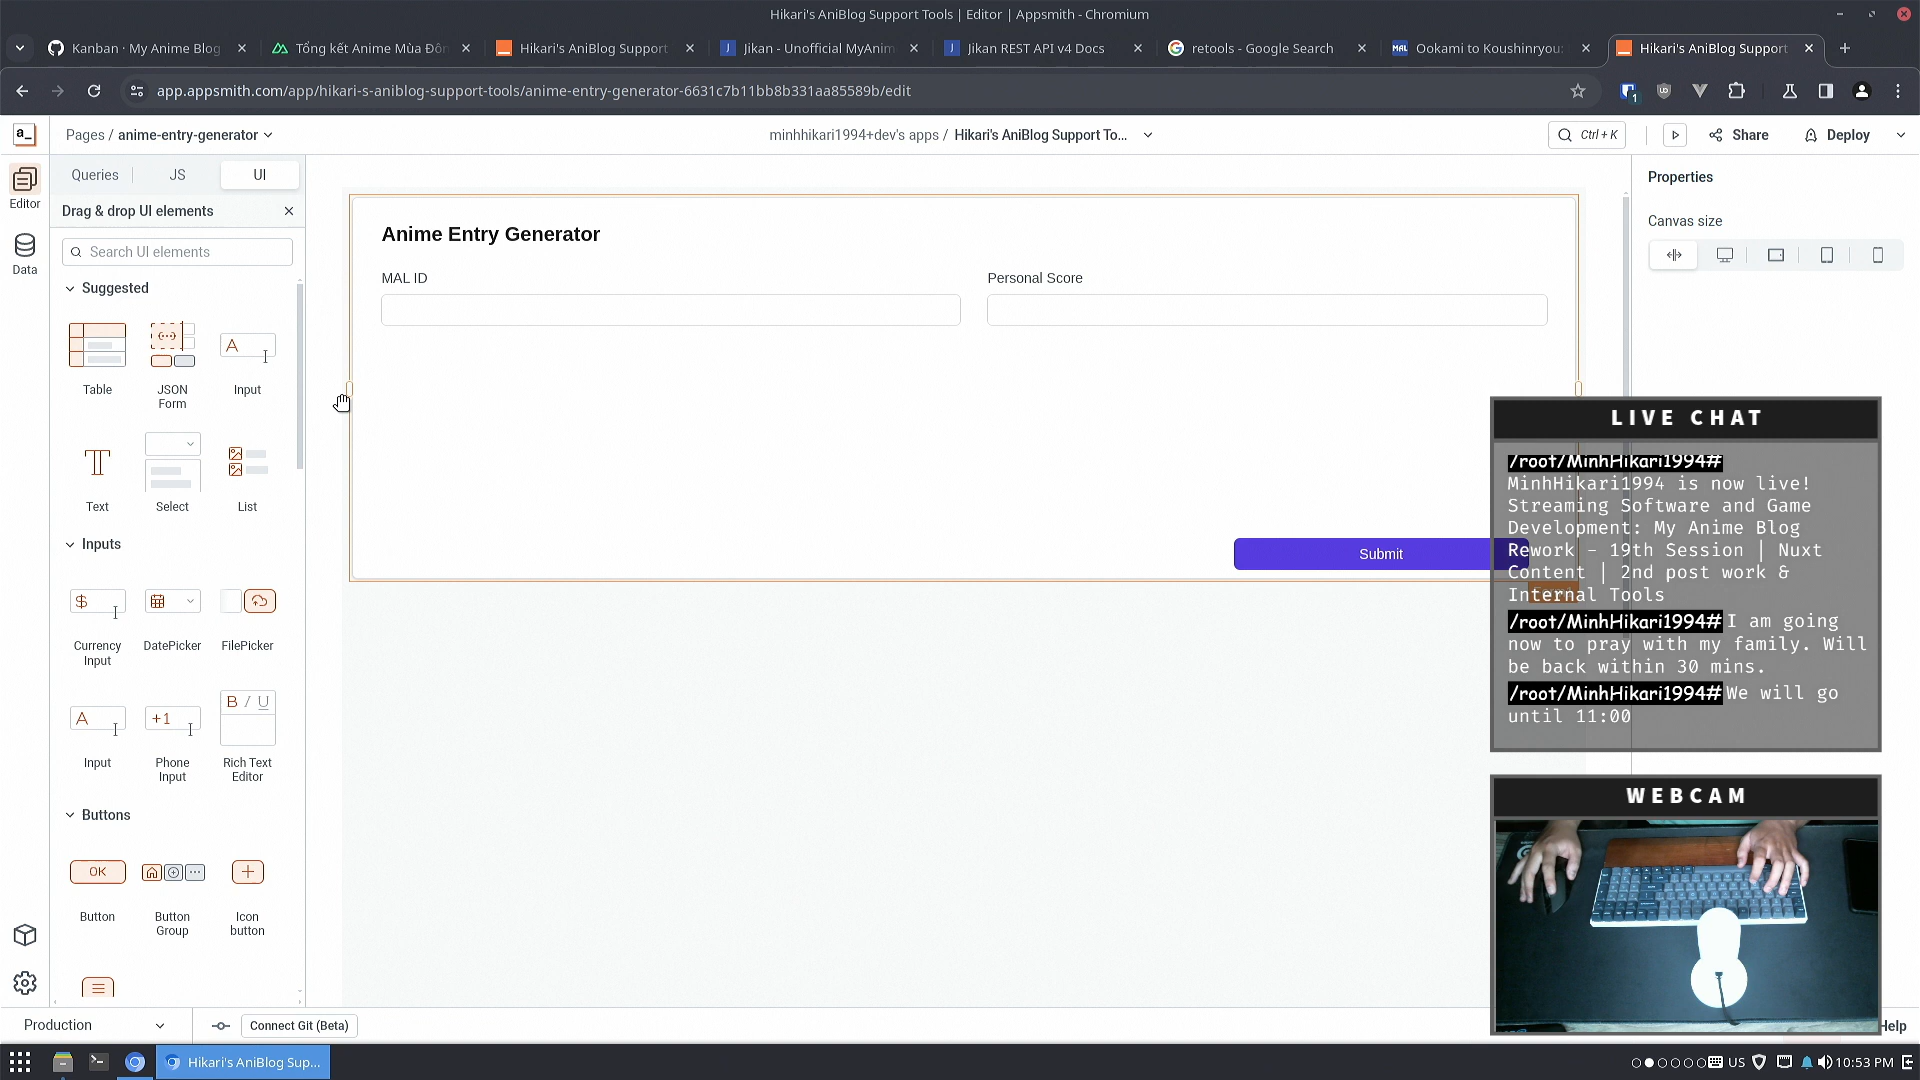 Hikari's AniBlog Support Tools | Editor | Appsmith - Chromium
Kanban · My Anime Blog
Tổng kết Anime Mùa Đôn
Hikari's AniBlog Support
Jikan - Unofficial MyAnim
Jikan REST API v4 Docs
retools - Google Search
MAL
Ookami to Koushinryou:
Hikari's AniBlog Support
app.appsmith.com/app/hikari-s-aniblog-support-tools/anime-entry-generator-6631c7b11bb8b331aa85589b/edit
1
a_
Pages / anime-entry-generator
minhhikari1994+dev's apps / Hikari's AniBlog Support To...
Ctrl + K
Share
Deploy
Editor
Data
Queries
JS
UI
Drag & drop UI elements
Search UI elements
Suggested
Table
JSON Form
Input
Text
Select
List
Inputs
Currency Input
DatePicker
FilePicker
Input
Phone Input
Rich Text Editor
Buttons
OK
Button
Button Group
Icon button
Anime Entry Generator
MAL ID
Personal Score
Submit
Properties
Canvas size
LIVE CHAT
/root/MinhHikari1994#
MinhHikari1994 is now live!
Streaming Software and Game
Development: My Anime Blog
Rework - 19th Session | Nuxt
Content | 2nd post work &
Internal Tools
/root/MinhHikari1994# I am going
now to pray with my family. Will
be back within 30 mins.
/root/MinhHikari1994# We will go
until 11:00
WEBCAM
Production
Connect Git (Beta)
Help
Hikari's AniBlog Sup...
US
10:53 PM